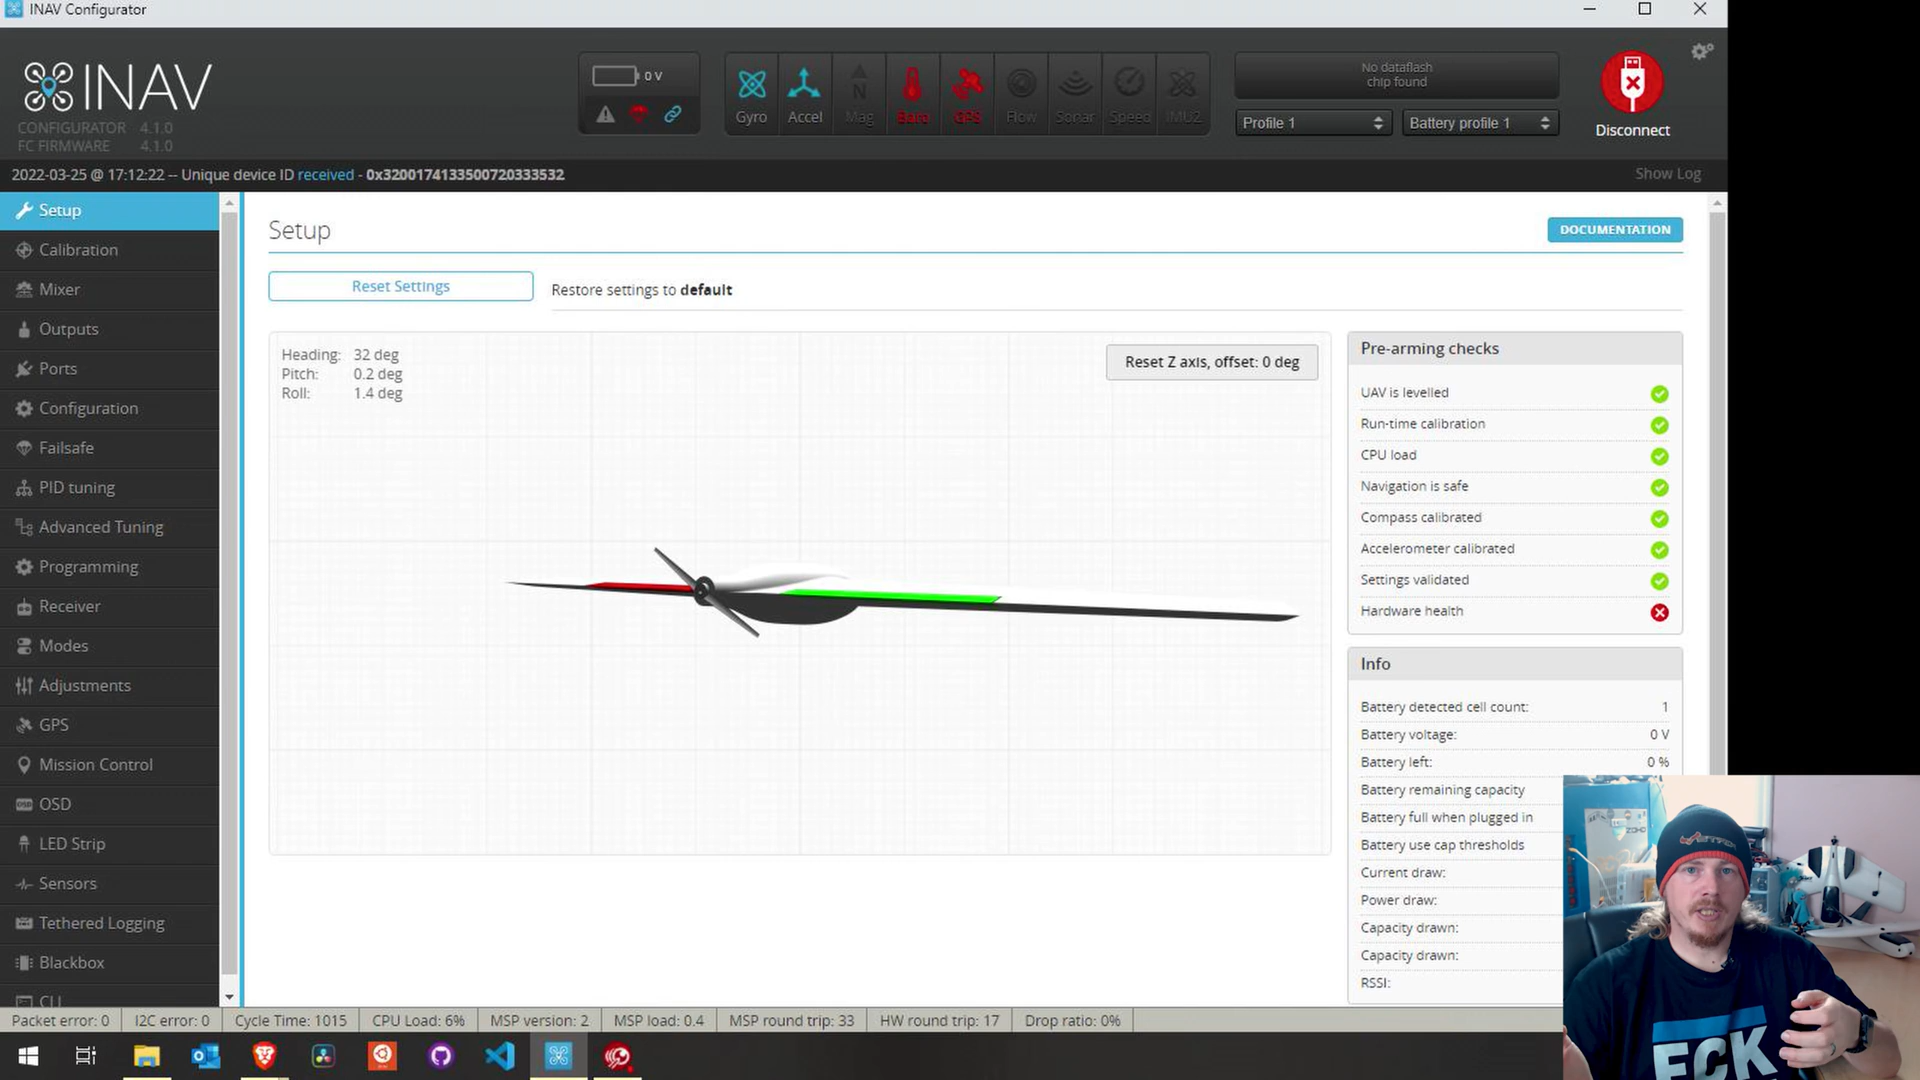 INAV Configurator
INAV
CONFIGURATOR 4.1.0
FC FIRMWARE 4.1.0
0 V
Gyro
Accel
Mag
Baro
GPS
Flow
Sonar
Speed
IMU2
No dataflash
chip found
Profile 1
Battery profile 1
Disconnect
2022-03-25 @ 17:12:22 -- Unique device ID received - 0x3200174133500720333532
Show Log
Setup
Calibration
Mixer
Outputs
Ports
Configuration
Failsafe
PID tuning
Advanced Tuning
Programming
Receiver
Modes
Adjustments
GPS
Mission Control
OSD
LED Strip
Sensors
Tethered Logging
Blackbox
CLI
Setup
DOCUMENTATION
Reset Settings
Restore settings to default
Heading: 32 deg
Pitch: 0.2 deg
Roll: 1.4 deg
Reset Z axis, offset: 0 deg
Pre-arming checks
UAV is levelled
Run-time calibration
CPU load
Navigation is safe
Compass calibrated
Accelerometer calibrated
Settings validated
Hardware health
Info
Battery detected cell count: 1
Battery voltage: 0 V
Battery left: 0 %
Battery remaining capacity
Battery full when plugged in
Battery use cap thresholds
Current draw:
Power draw:
Capacity drawn:
Capacity drawn:
RSSI:
Packet error: 0
I2C error: 0
Cycle Time: 1015
CPU Load: 6%
MSP version: 2
MSP load: 0.4
MSP round trip: 33
HW round trip: 17
Drop ratio: 0%